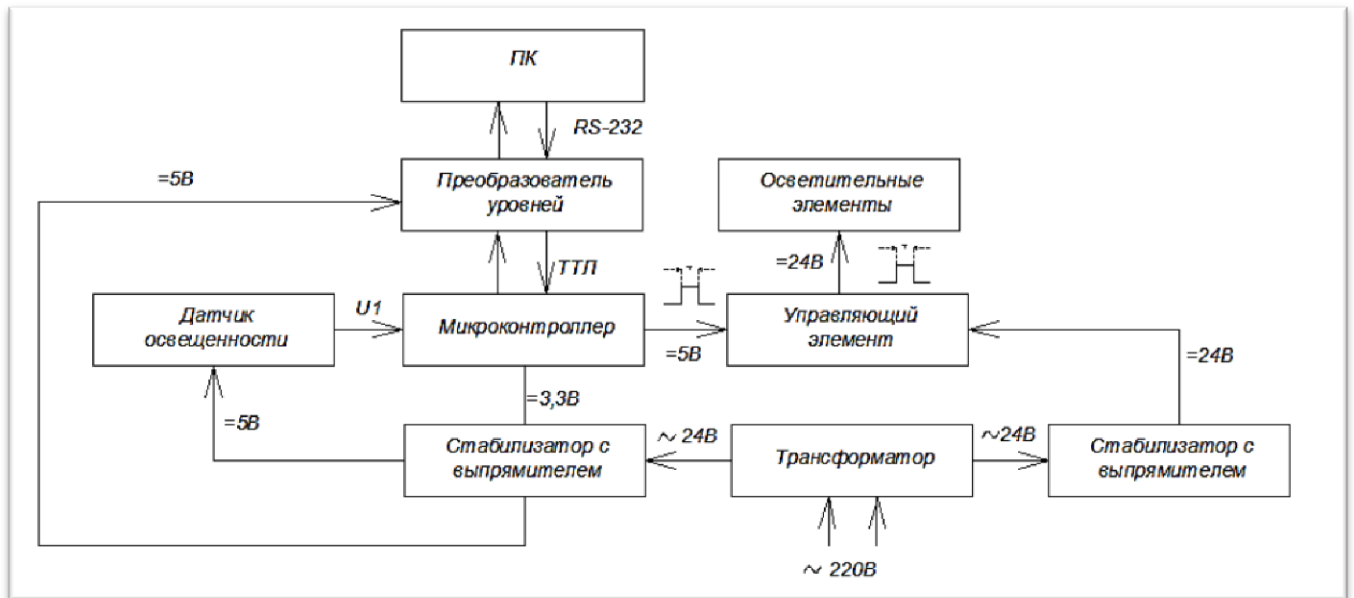 ПК
RS-232
=5В
Преобразователь
уровней
Осветительные
элементы
=24В
ТТЛ
Датчик
освещенности
U1
Микроконтроллер
=5В
Управляющий
элемент
=24В
=3,3В
=5В
Стабилизатор с
выпрямителем
~ 24В
Трансформатор
~24В
Стабилизатор с
выпрямителем
~ 220В